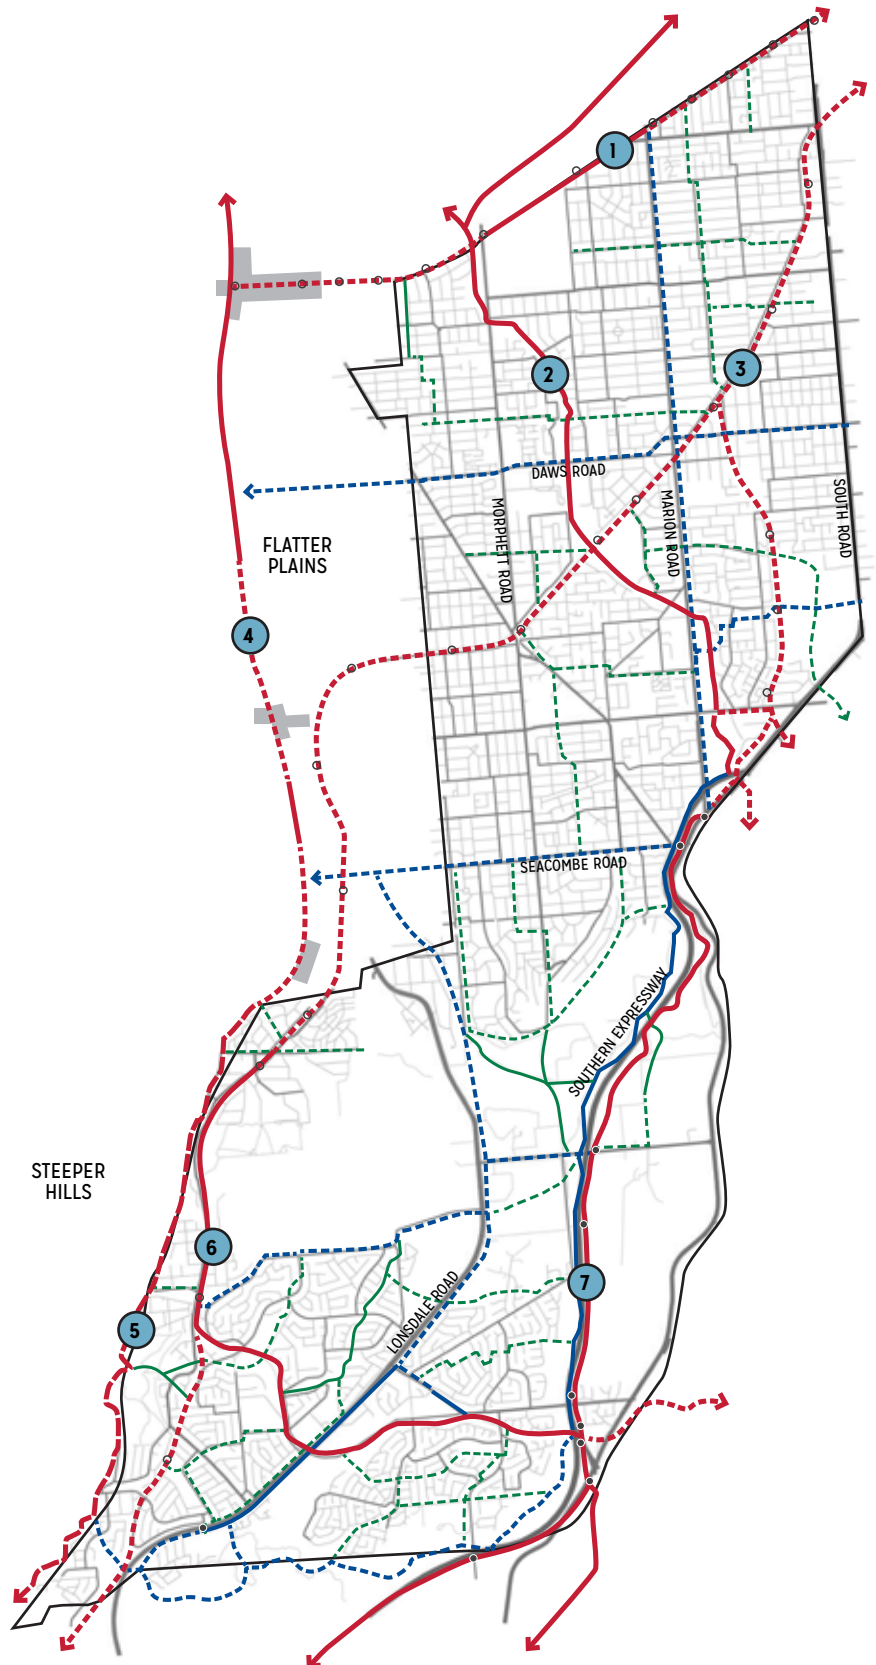 1
2
3
DAWS ROAD
MORPHETT ROAD
MARION ROAD
SOUTH ROAD
FLATTER
PLAINS
4
SEACOMBE ROAD
SOUTHERN EXPRESSWAY
STEEPER
HILLS
6
7
LONSDALE ROAD
5